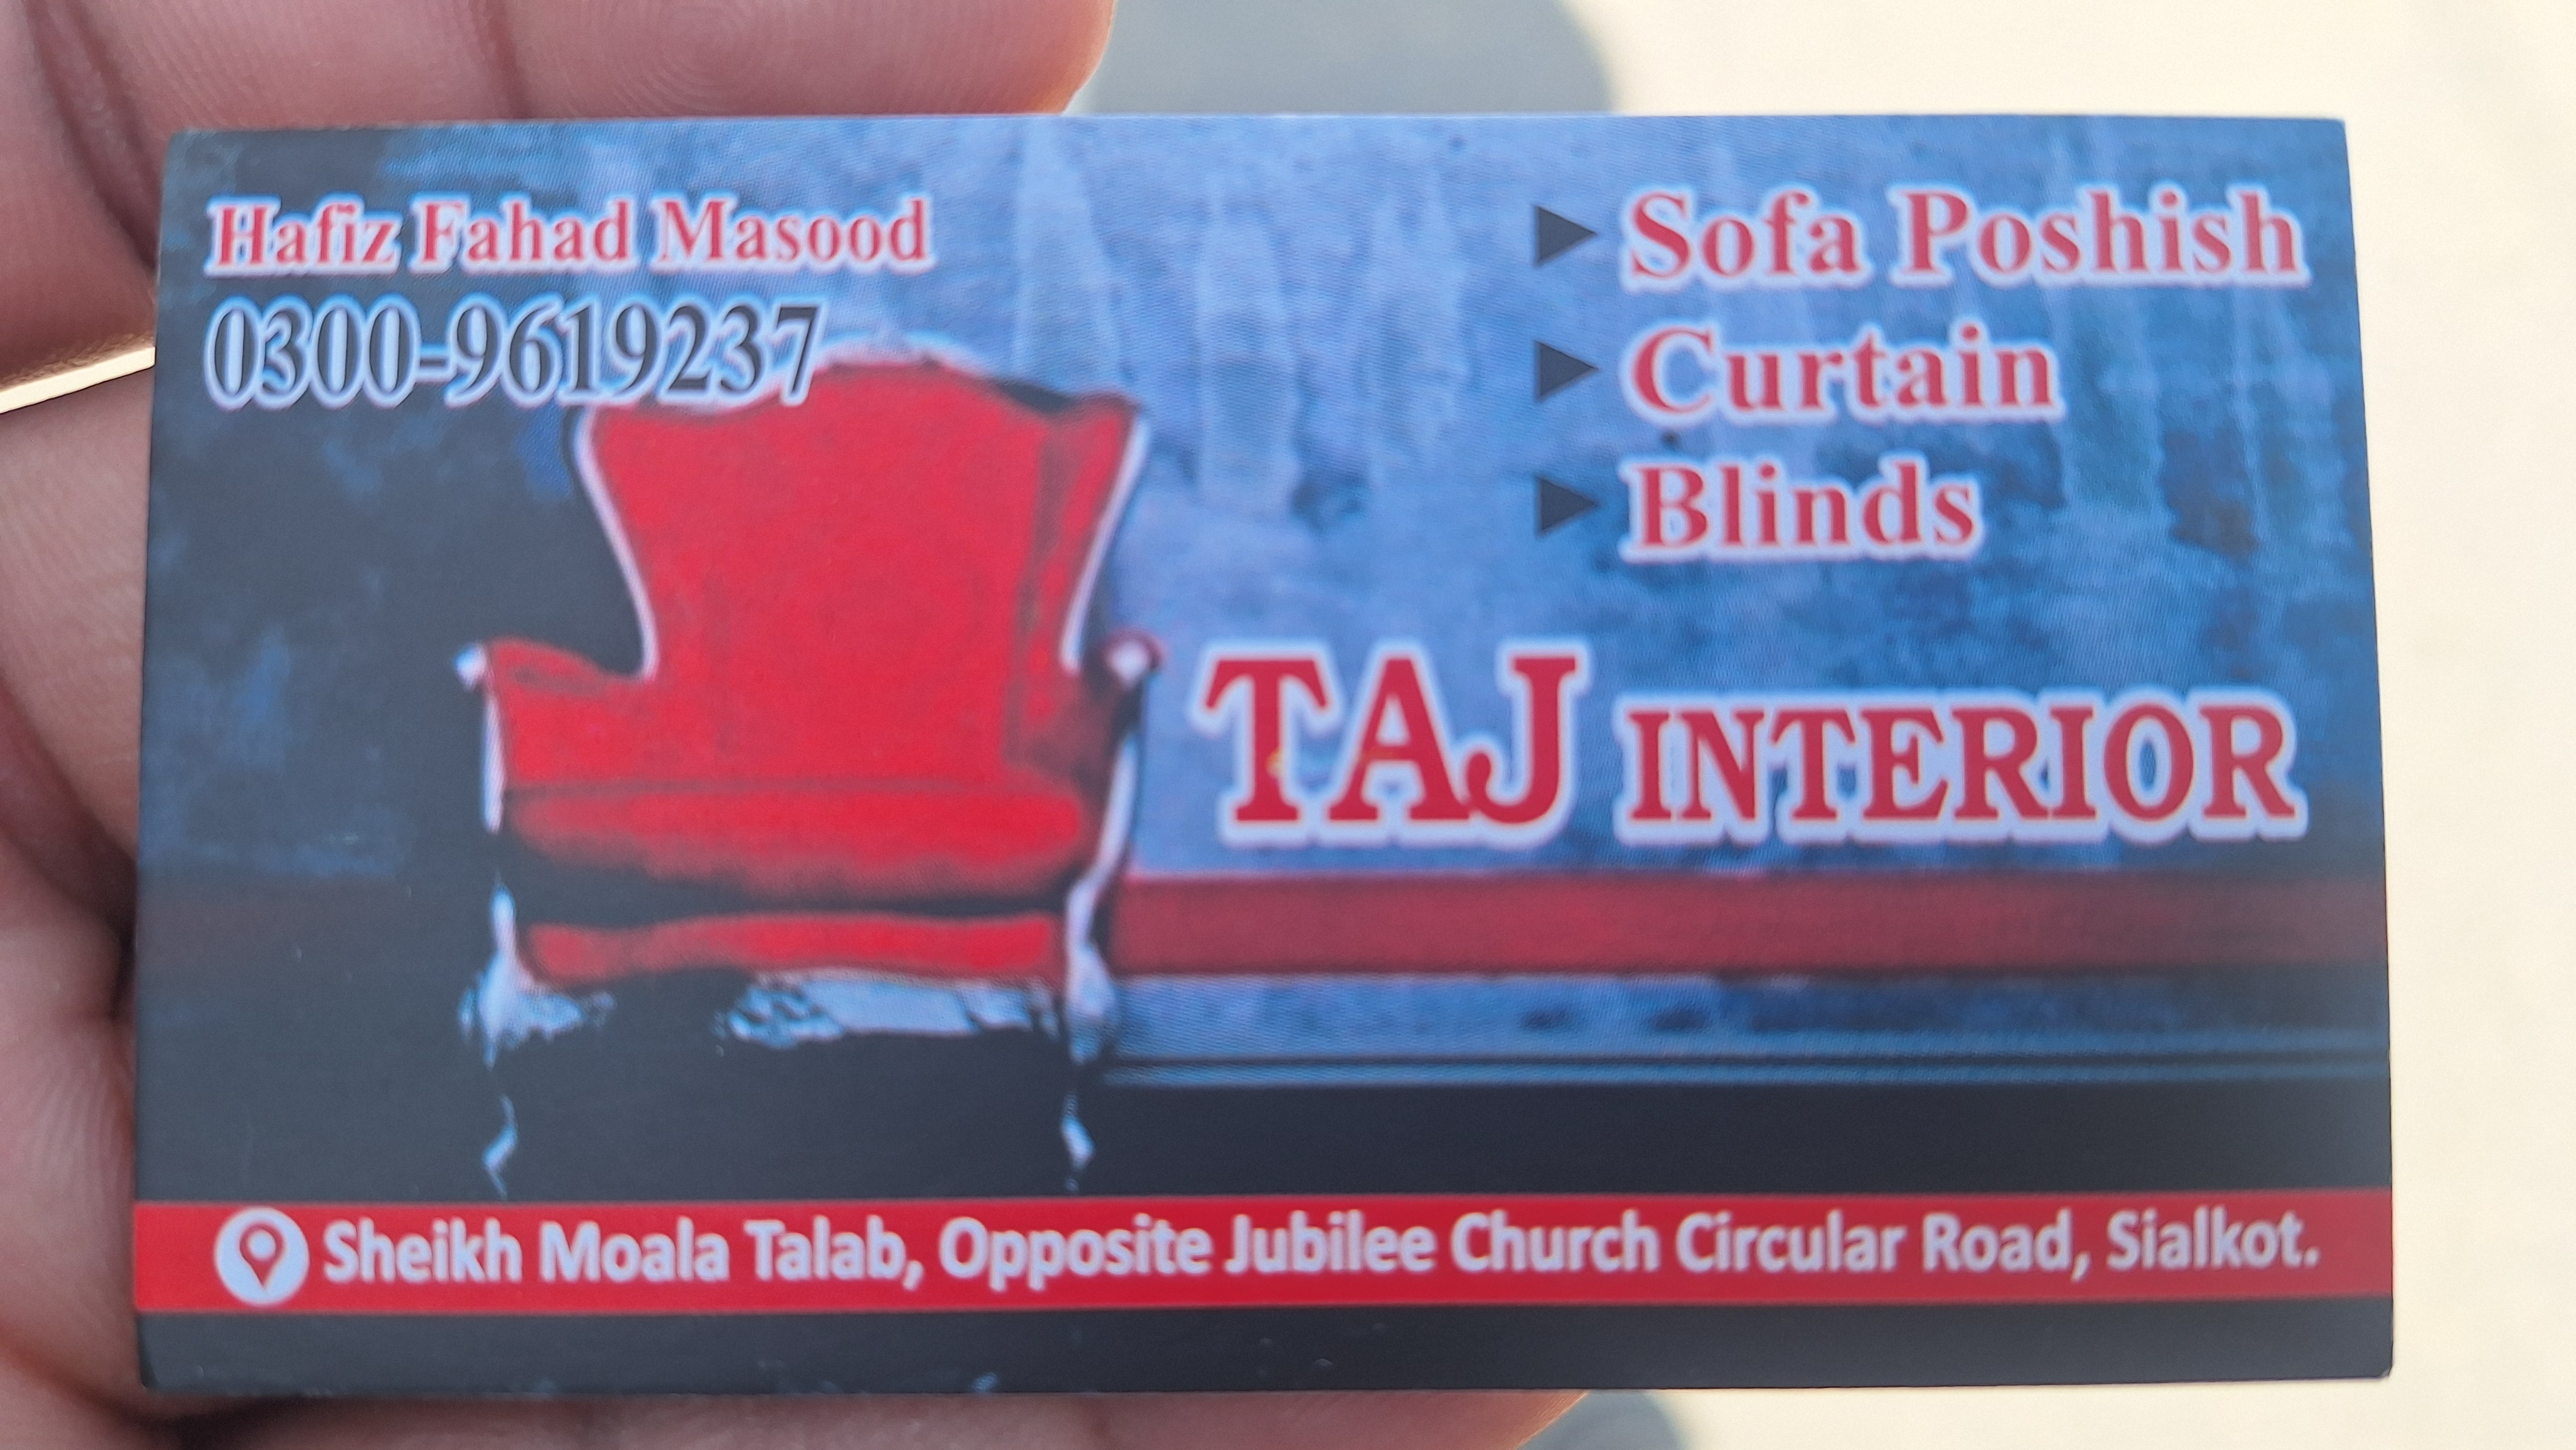 Hafiz Fahad Masood
0300-9619237
Sofa Poshish
Curtain
Blinds
TAJ INTERIOR
Sheikh Moala Talab, Opposite Jubilee Church Circular Road, Sialkot.